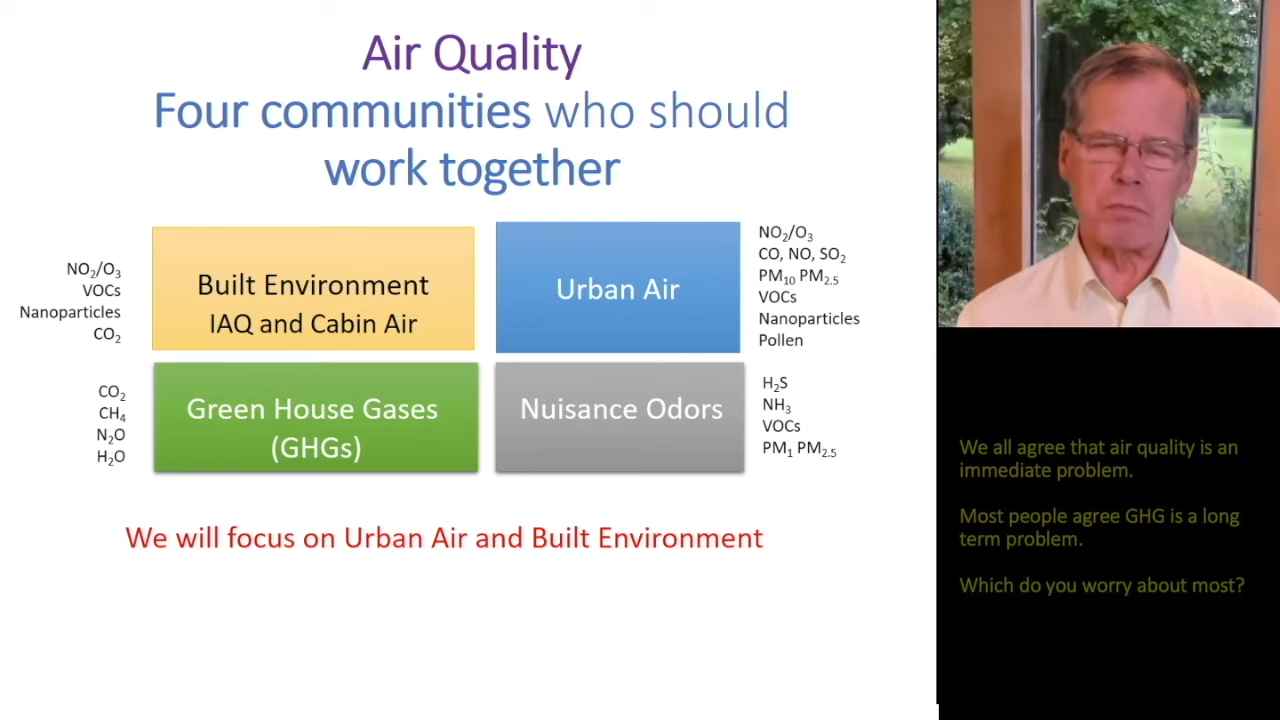 Air Quality
Four communities who should
work together
NO₂/O₃
VOCs
Nanoparticles
CO₂
Built Environment
IAQ and Cabin Air
Urban Air
NO₂/O₃
CO, NO, SO₂
PM₁₀ PM₂.₅
VOCs
Nanoparticles
Pollen
CO₂
CH₄
N₂O
H₂O
Green House Gases
(GHGs)
Nuisance Odors
H₂S
NH₃
VOCs
PM₁ PM₂.₅
We will focus on Urban Air and Built Environment
We all agree that air quality is an
immediate problem.
Most people agree GHG is a long
term problem.
Which do you worry about most?